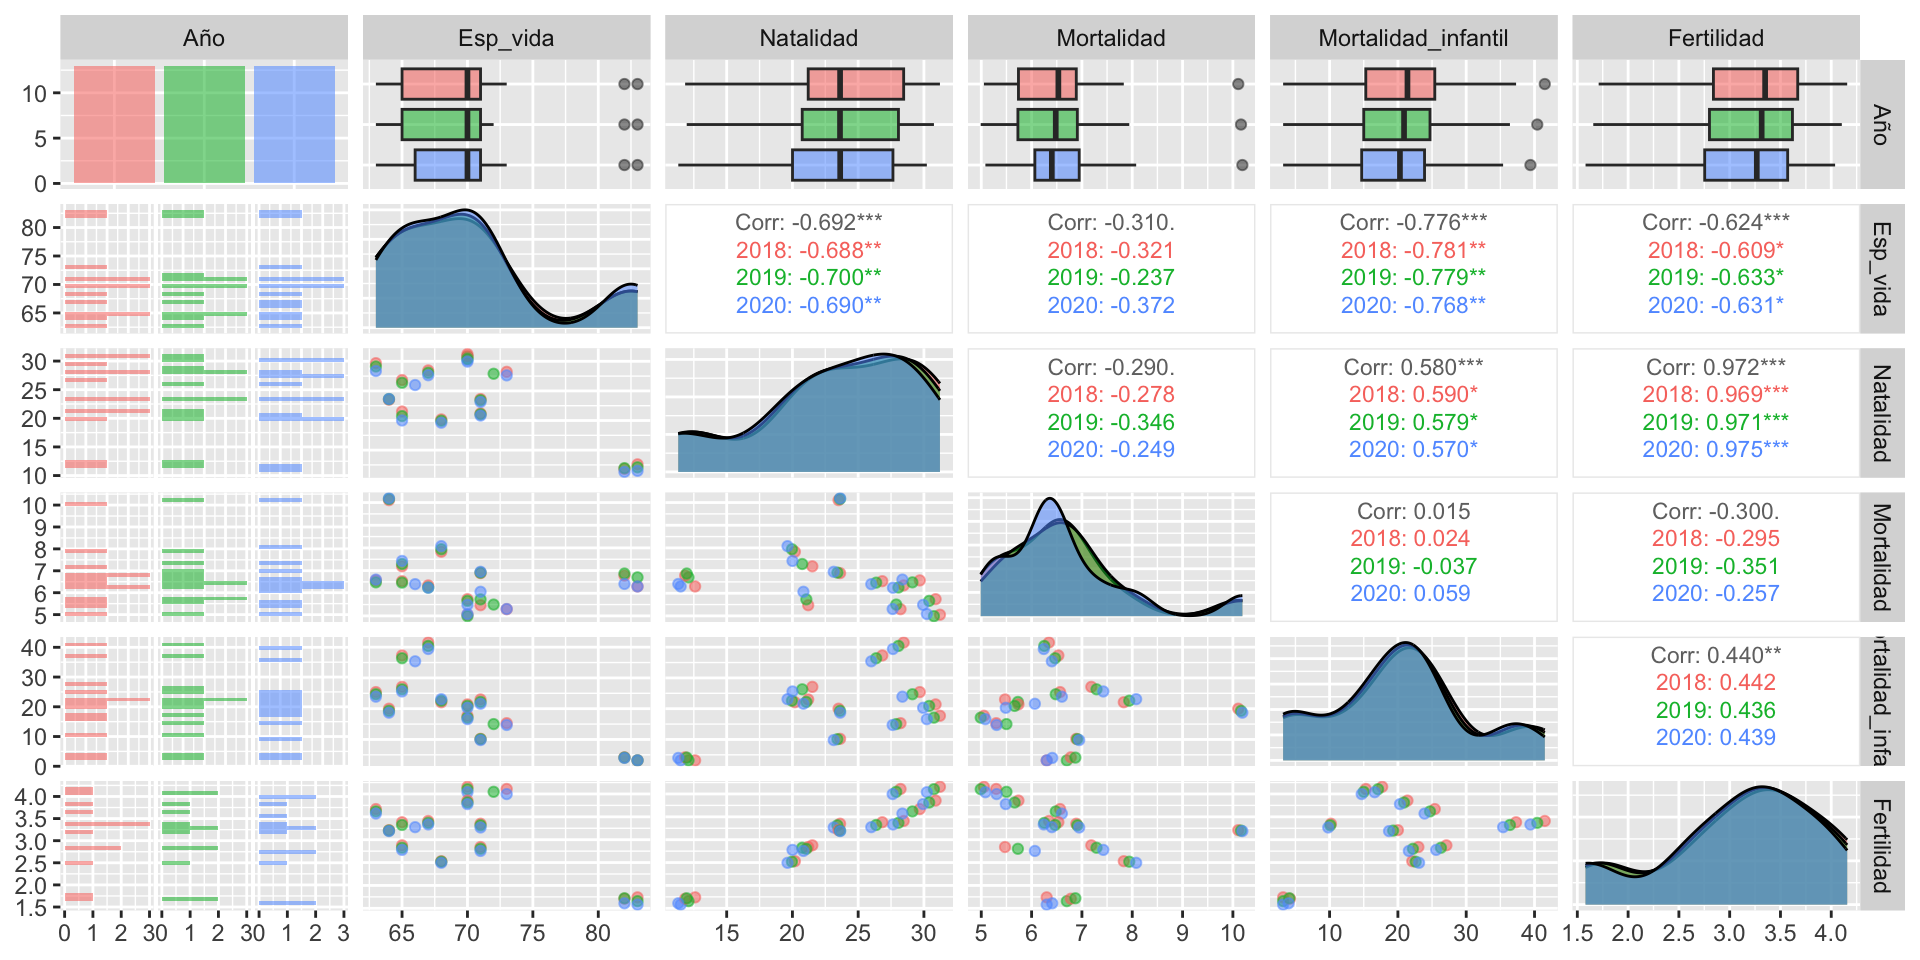 Año
Esp_vida
Natalidad
Mortalidad
Mortalidad_infantil
Fertilidad
10
5
0
Año
80
75
70
65
Corr: -0.692***
2018: -0.688**
2019: -0.700**
2020: -0.690**
Corr: -0.310.
2018: -0.321
2019: -0.237
2020: -0.372
Corr: -0.776***
2018: -0.781**
2019: -0.779**
2020: -0.768**
Corr: -0.624***
2018: -0.609*
2019: -0.633*
2020: -0.631*
Esp_vida
30
25
20
15
10
Corr: -0.290.
2018: -0.278
2019: -0.346
2020: -0.249
Corr: 0.580***
2018: 0.590*
2019: 0.579*
2020: 0.570*
Corr: 0.972***
2018: 0.969***
2019: 0.971***
2020: 0.975***
Natalidad
10
9
8
7
6
5
Corr: 0.015
2018: 0.024
2019: -0.037
2020: 0.059
Corr: -0.300.
2018: -0.295
2019: -0.351
2020: -0.257
Mortalidad
40
30
20
10
0
Corr: 0.440**
2018: 0.442
2019: 0.436
2020: 0.439
rtalidad_infa
4.0
3.5
3.0
2.5
2.0
1.5
Fertilidad
0 1 2 30 1 2 30 1 2 3
65 70 75 80
15 20 25 30
5 6 7 8 9 10
10 20 30 40
1.5 2.0 2.5 3.0 3.5 4.0